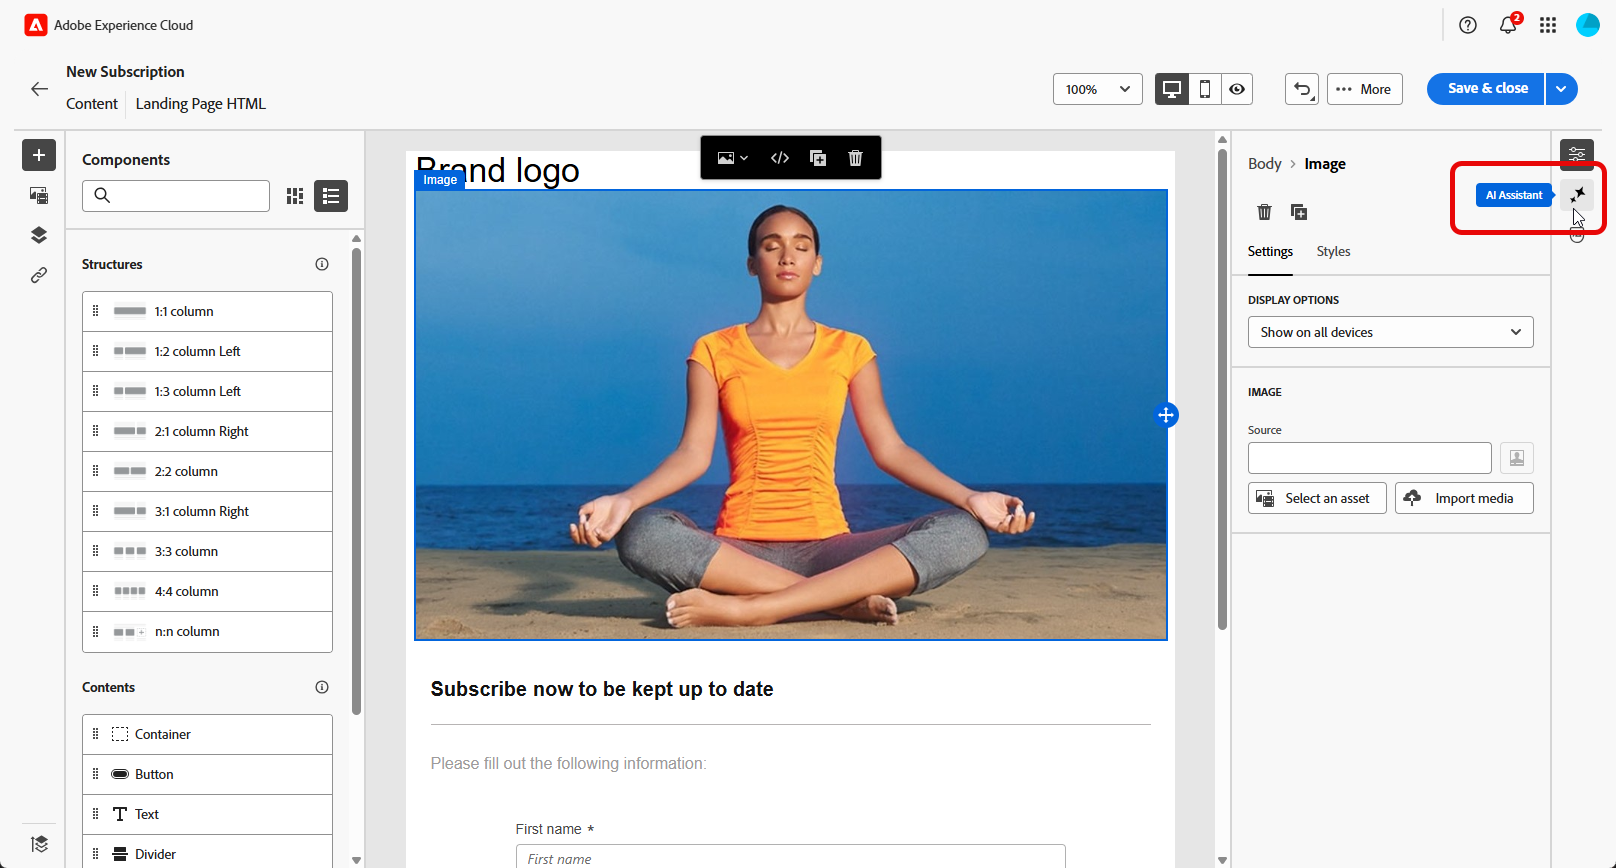 Adobe Experience Cloud
2
New Subscription
Content
Landing Page HTML
100%
More
Save & close
Components
Structures
1:1 column
1:2 column Left
1:3 column Left
2:1 column Right
2:2 column
3:1 column Right
3:3 column
4:4 column
n:n column
Contents
Container
Button
Text
Divider
Brand logo
Image
Subscribe now to be kept up to date
Please fill out the following information:
First name *
First name
Body > Image
AI Assistant
Settings
Styles
DISPLAY OPTIONS
Show on all devices
IMAGE
Source
Select an asset
Import media